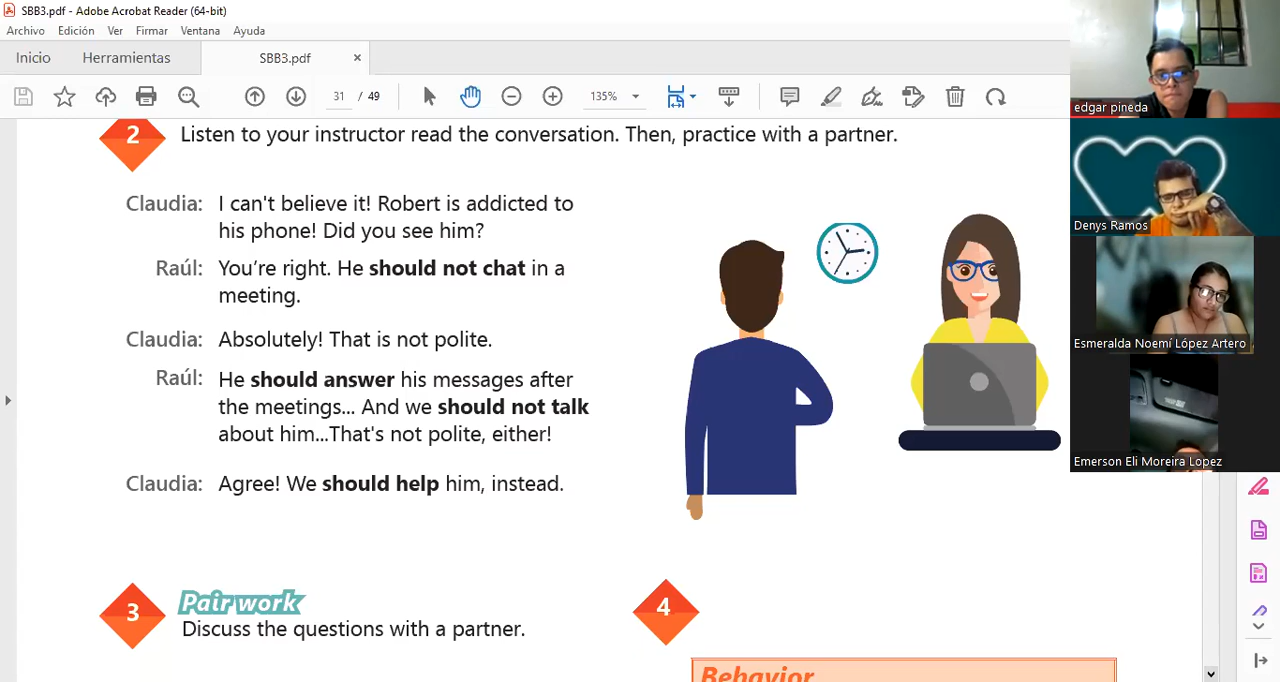 SBB3.pdf - Adobe Acrobat Reader (64-bit)
Archivo Edición Ver Firmar Ventana Ayuda
Inicio Herramientas SBB3.pdf ×
31 / 49 135%
2 Listen to your instructor read the conversation. Then, practice with a partner.
Claudia: I can't believe it! Robert is addicted to
his phone! Did you see him?
Raúl: You're right. He should not chat in a
meeting.
Claudia: Absolutely! That is not polite.
Raúl: He should answer his messages after
the meetings... And we should not talk
about him...That's not polite, either!
Claudia: Agree! We should help him, instead.
3 Pair work
Discuss the questions with a partner.
4
Behavior
edgar pineda
Denys Ramos
Esmeralda Noemí López Artero
Emerson Eli Moreira Lopez